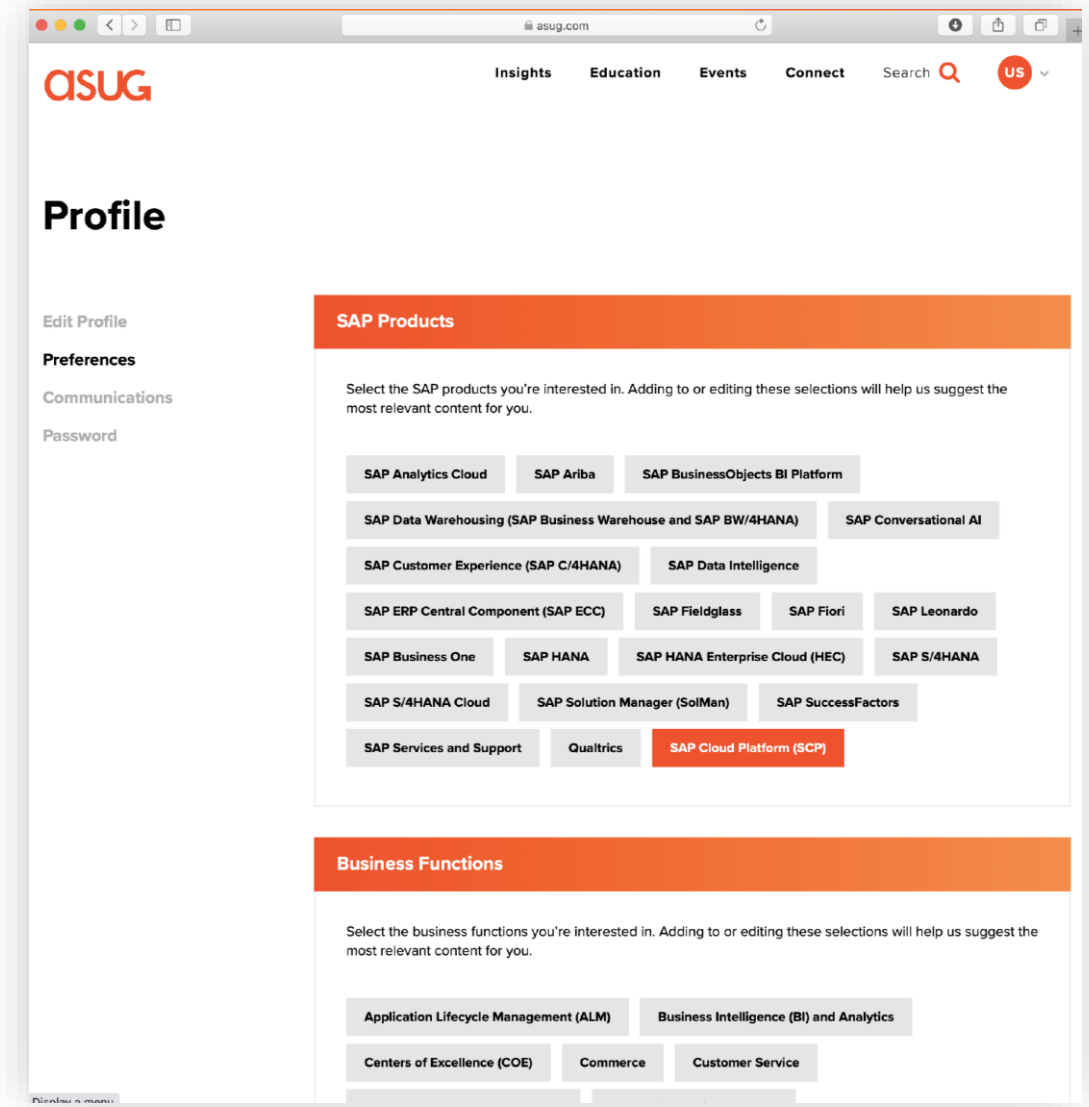 asug.com
asug
Insights Education Events Connect Search US
Profile
Edit Profile
Preferences
Communications
Password
SAP Products
Select the SAP products you're interested in. Adding to or editing these selections will help us suggest the
most relevant content for you.
SAP Analytics Cloud SAP Ariba SAP BusinessObjects BI Platform
SAP Data Warehousing (SAP Business Warehouse and SAP BW/4HANA) SAP Conversational AI
SAP Customer Experience (SAP C/4HANA) SAP Data Intelligence
SAP ERP Central Component (SAP ECC) SAP Fieldglass SAP Fiori SAP Leonardo
SAP Business One SAP HANA SAP HANA Enterprise Cloud (HEC) SAP S/4HANA
SAP S/4HANA Cloud SAP Solution Manager (SolMan) SAP SuccessFactors
SAP Services and Support Qualtrics SAP Cloud Platform (SCP)
Business Functions
Select the business functions you're interested in. Adding to or editing these selections will help us suggest the
most relevant content for you.
Application Lifecycle Management (ALM) Business Intelligence (BI) and Analytics
Centers of Excellence (COE) Commerce Customer Service
Display a menu